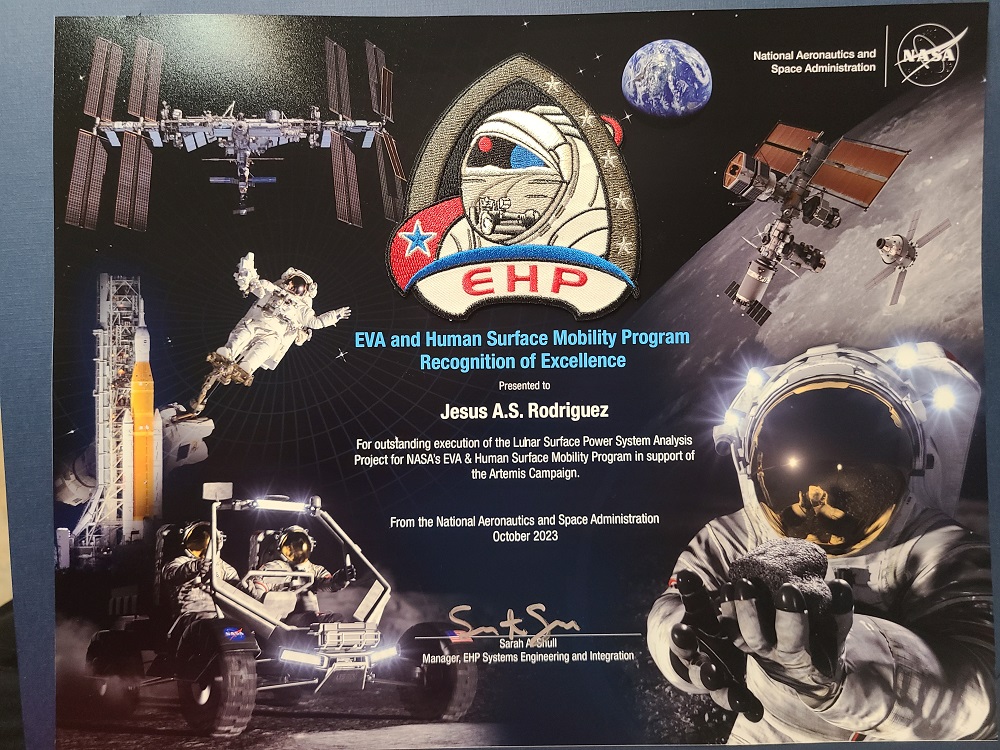 National Aeronautics and
Space Administration
NASA
EHP
EVA and Human Surface Mobility Program
Recognition of Excellence
Presented to
Jesus A.S. Rodriguez
For outstanding execution of the Lunar Surface Power System Analysis
Project for NASA's EVA & Human Surface Mobility Program in support of
the Artemis Campaign.
From the National Aeronautics and Space Administration
October 2023
Sarah A. Shull
Manager, EHP Systems Engineering and Integration
NASA